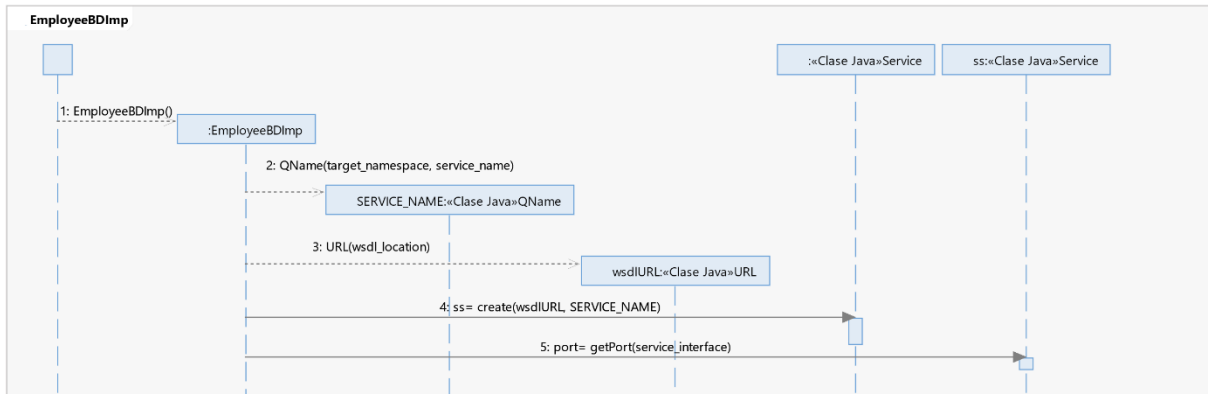 EmployeeBDImp
:«Clase Java»Service
ss:«Clase Java»Service
1: EmployeeBDImp()
:EmployeeBDImp
2: QName(target_namespace, service_name)
SERVICE_NAME:«Clase Java»QName
3: URL(wsdl_location)
wsdlURL:«Clase Java»URL
4: ss= create(wsdlURL, SERVICE_NAME)
5: port= getPort(service_interface)